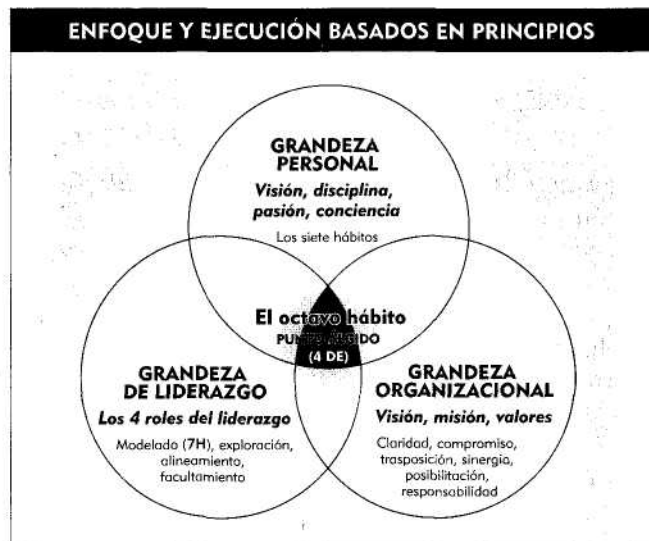 ENFOQUE Y EJECUCIÓN BASADOS EN PRINCIPIOS
GRANDEZA
PERSONAL
Visión, disciplina,
pasión, conciencia
Los siete hábitos
El octavo hábito
PUNTO ÁLGIDO
(4 DE)
GRANDEZA
DE LIDERAZGO
Los 4 roles del liderazgo
Modelado (7H), exploración,
alineamiento,
facultamiento
GRANDEZA
ORGANIZACIONAL
Visión, misión, valores
Claridad, compromiso,
trasposición, sinergia,
posibilitación,
responsabilidad